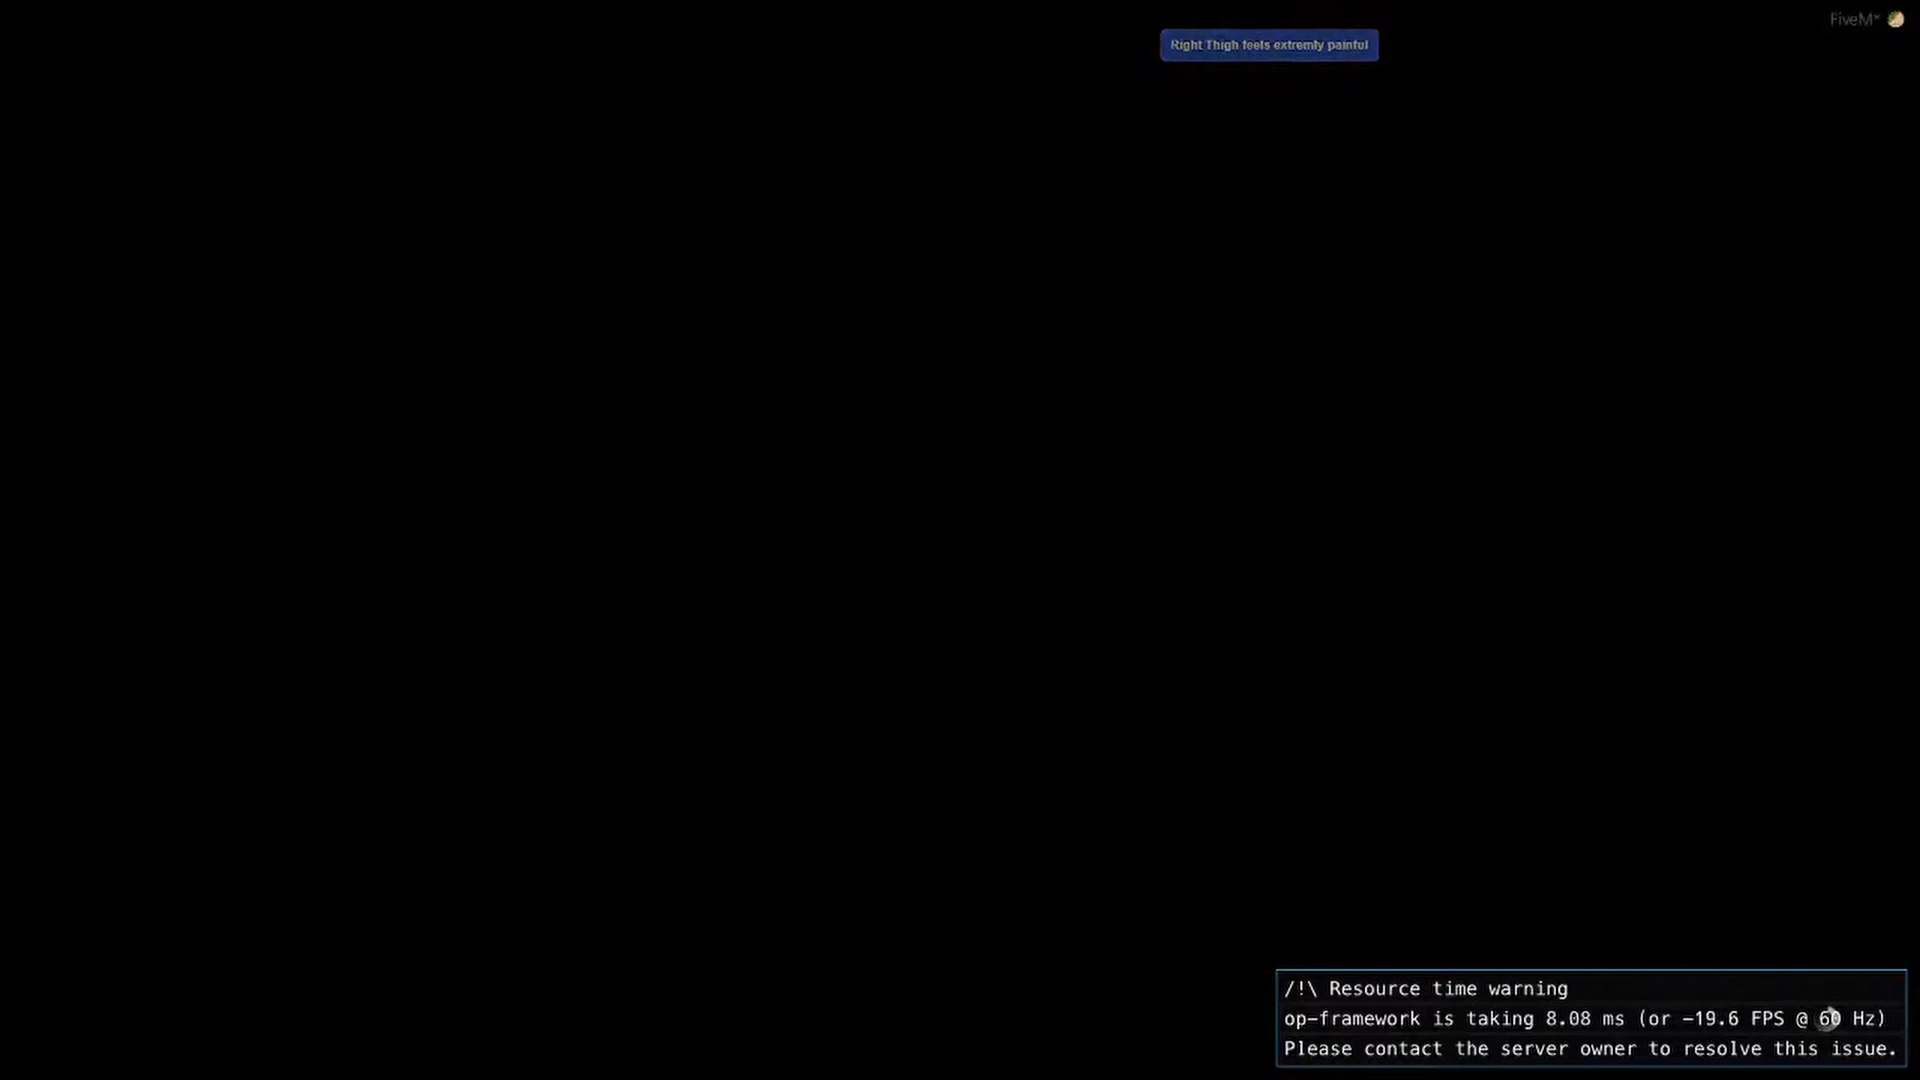 FiveM*
Right Thigh feels extremly painful
/!\ Resource time warning
op-framework is taking 8.08 ms (or -19.6 FPS @ 60 Hz)
Please contact the server owner to resolve this issue.